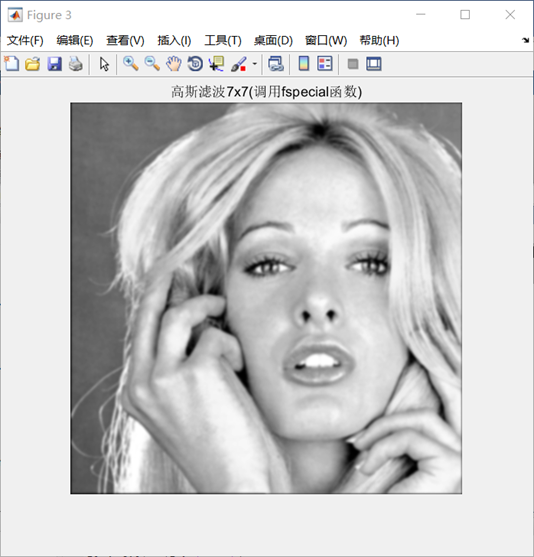 Figure 3
文件(F) 编辑(E) 查看(V) 插入(I) 工具(T) 桌面(D) 窗口(W) 帮助(H)
高斯滤波7x7(调用fspecial函数)